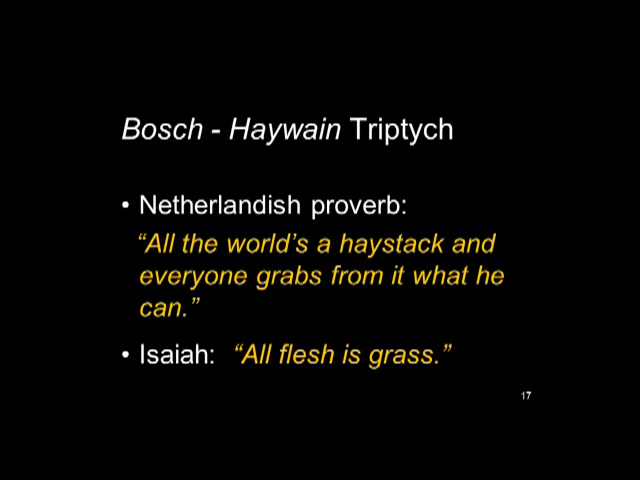 Bosch - Haywain Triptych
• Netherlandish proverb:
“All the world’s a haystack and
everyone grabs from it what he
can.”
• Isaiah: “All flesh is grass.”
17